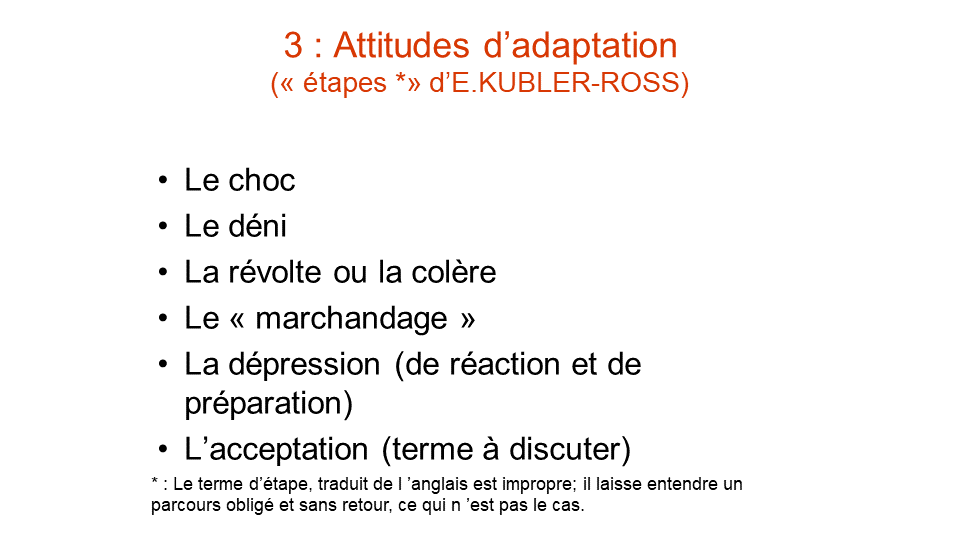 3 : Attitudes d’adaptation
(« étapes *» d’E.KUBLER-ROSS)
• Le choc
• Le déni
• La révolte ou la colère
• Le « marchandage »
• La dépression (de réaction et de
préparation)
• L’acceptation (terme à discuter)
* : Le terme d’étape, traduit de l ’anglais est impropre; il laisse entendre un
parcours obligé et sans retour, ce qui n ’est pas le cas.